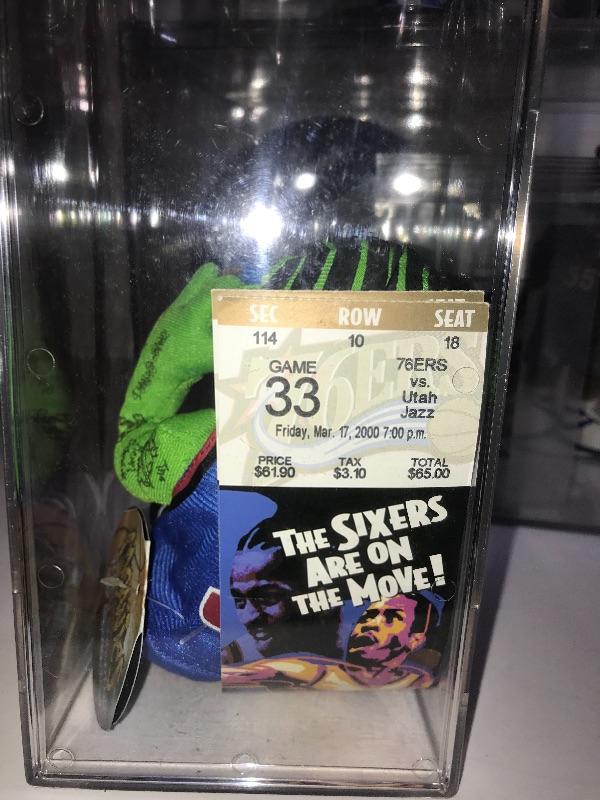 SEC ROW SEAT
114 10 18
GAME
33
76ERS
vs.
Utah
Jazz
Friday, Mar. 17, 2000 7:00 p.m.
PRICE TAX TOTAL
$61.90 $3.10 $65.00
THE SIXERS
ARE ON
THE MOVE!